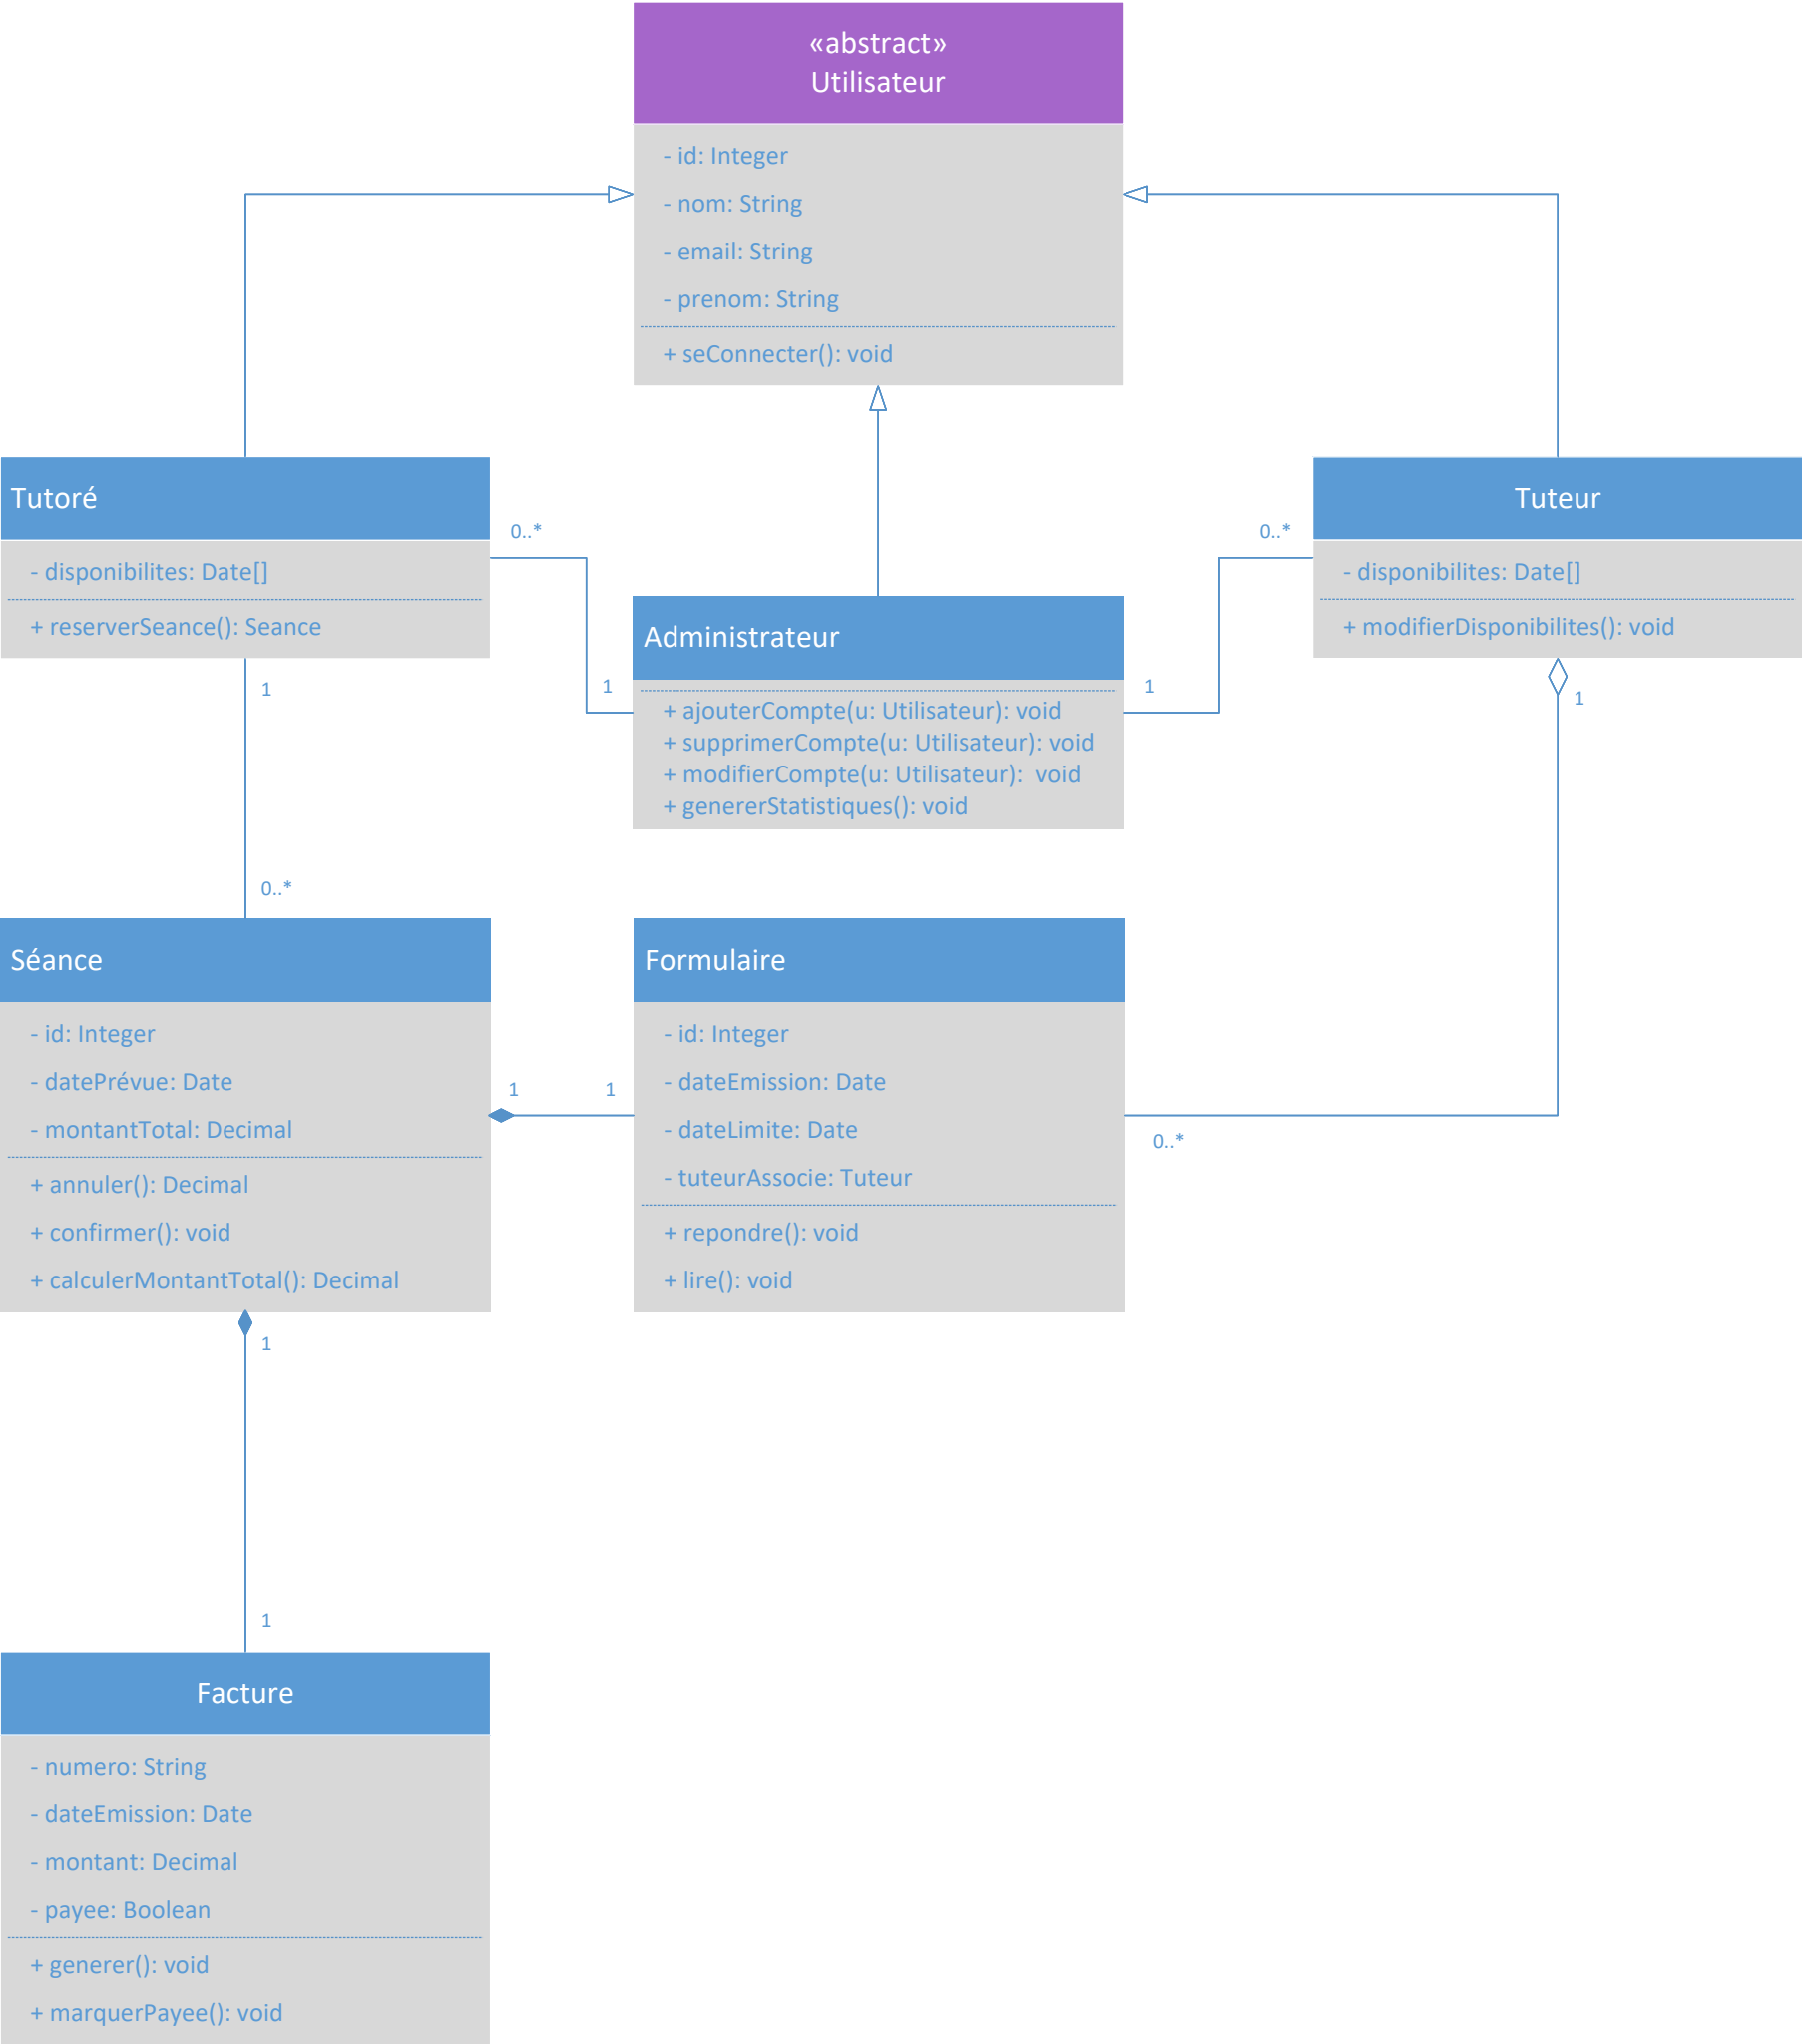 «abstract»
Utilisateur
- id: Integer
- nom: String
- email: String
- prenom: String
+ seConnecter(): void
Tutoré
- disponibilites: Date[]
+ reserverSeance(): Seance
0..*
1
1
0..*
Administrateur
+ ajouterCompte(u: Utilisateur): void
+ supprimerCompte(u: Utilisateur): void
+ modifierCompte(u: Utilisateur):  void
+ genererStatistiques(): void
0..*
1
Tuteur
- disponibilites: Date[]
+ modifierDisponibilites(): void
1
Séance
- id: Integer
- datePrévue: Date
- montantTotal: Decimal
+ annuler(): Decimal
+ confirmer(): void
+ calculerMontantTotal(): Decimal
1
1
Formulaire
- id: Integer
- dateEmission: Date
- dateLimite: Date
- tuteurAssocie: Tuteur
+ repondre(): void
+ lire(): void
0..*
1
1
Facture
- numero: String
- dateEmission: Date
- montant: Decimal
- payee: Boolean
+ generer(): void
+ marquerPayee(): void